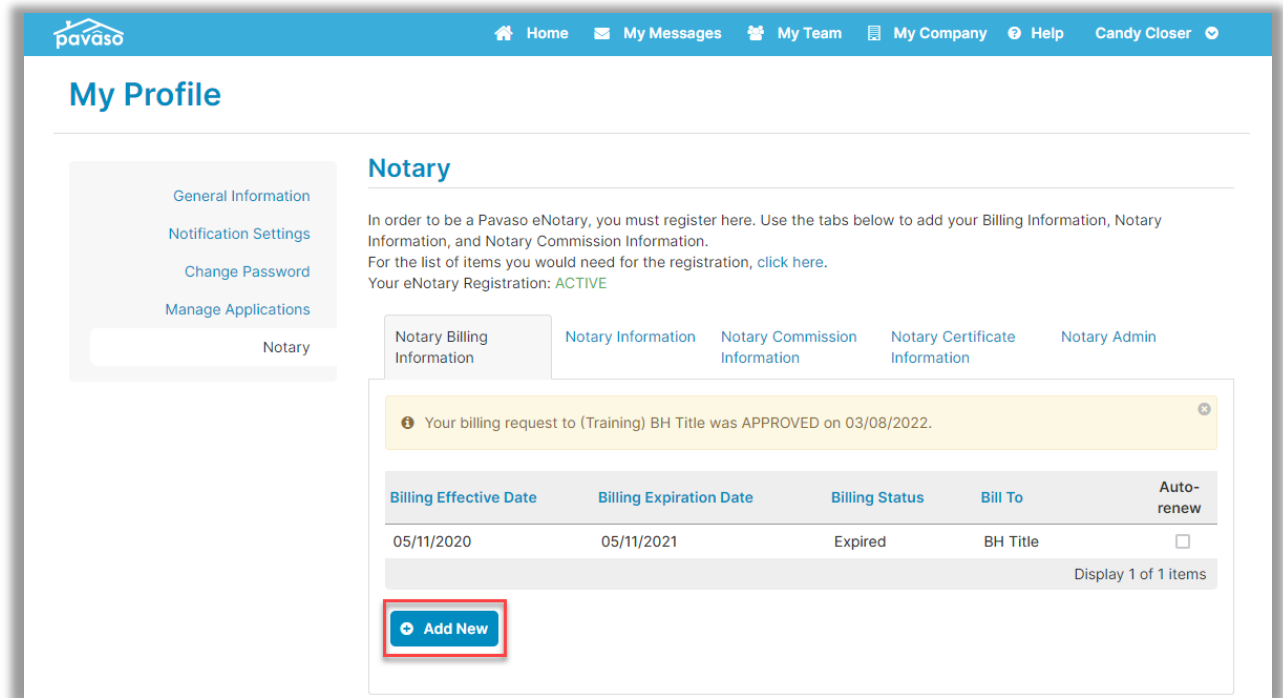 pavaso
Home My Messages My Team My Company Help Candy Closer
My Profile
General Information
Notification Settings
Change Password
Manage Applications
Notary
Notary
In order to be a Pavaso eNotary, you must register here. Use the tabs below to add your Billing Information, Notary
Information, and Notary Commission Information.
For the list of items you would need for the registration, click here.
Your eNotary Registration: ACTIVE
Notary Billing
Information
Notary Information
Notary Commission
Information
Notary Certificate
Information
Notary Admin
Your billing request to (Training) BH Title was APPROVED on 03/08/2022.
Billing Effective Date Billing Expiration Date Billing Status Bill To Auto-
renew
05/11/2020 05/11/2021 Expired BH Title
Display 1 of 1 items
Add New